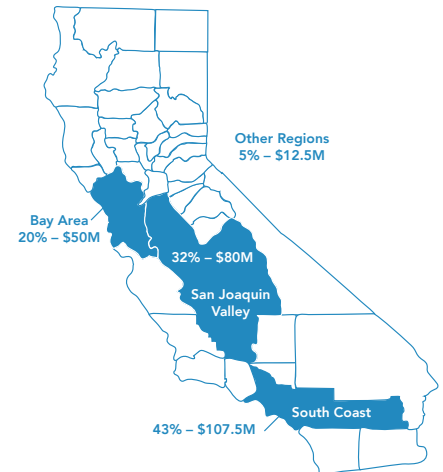 Other Regions
5% – $12.5M
Bay Area
20% – $50M
32% – $80M
San Joaquin
Valley
South Coast
43% – $107.5M